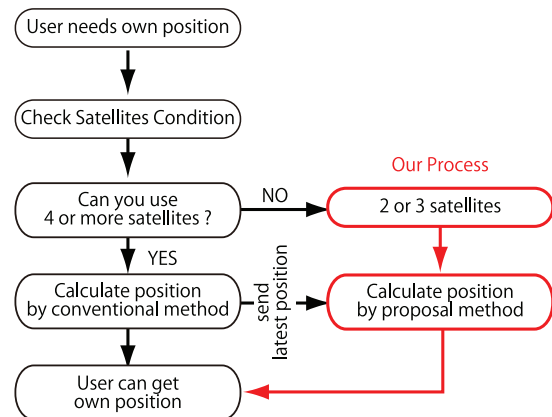 User needs own position
Check Satellites Condition
Our Process
Can you use
4 or more satellites ?
NO
2 or 3 satellites
YES
Calculate position
by conventional method
send
latest position
Calculate position
by proposal method
User can get
own position